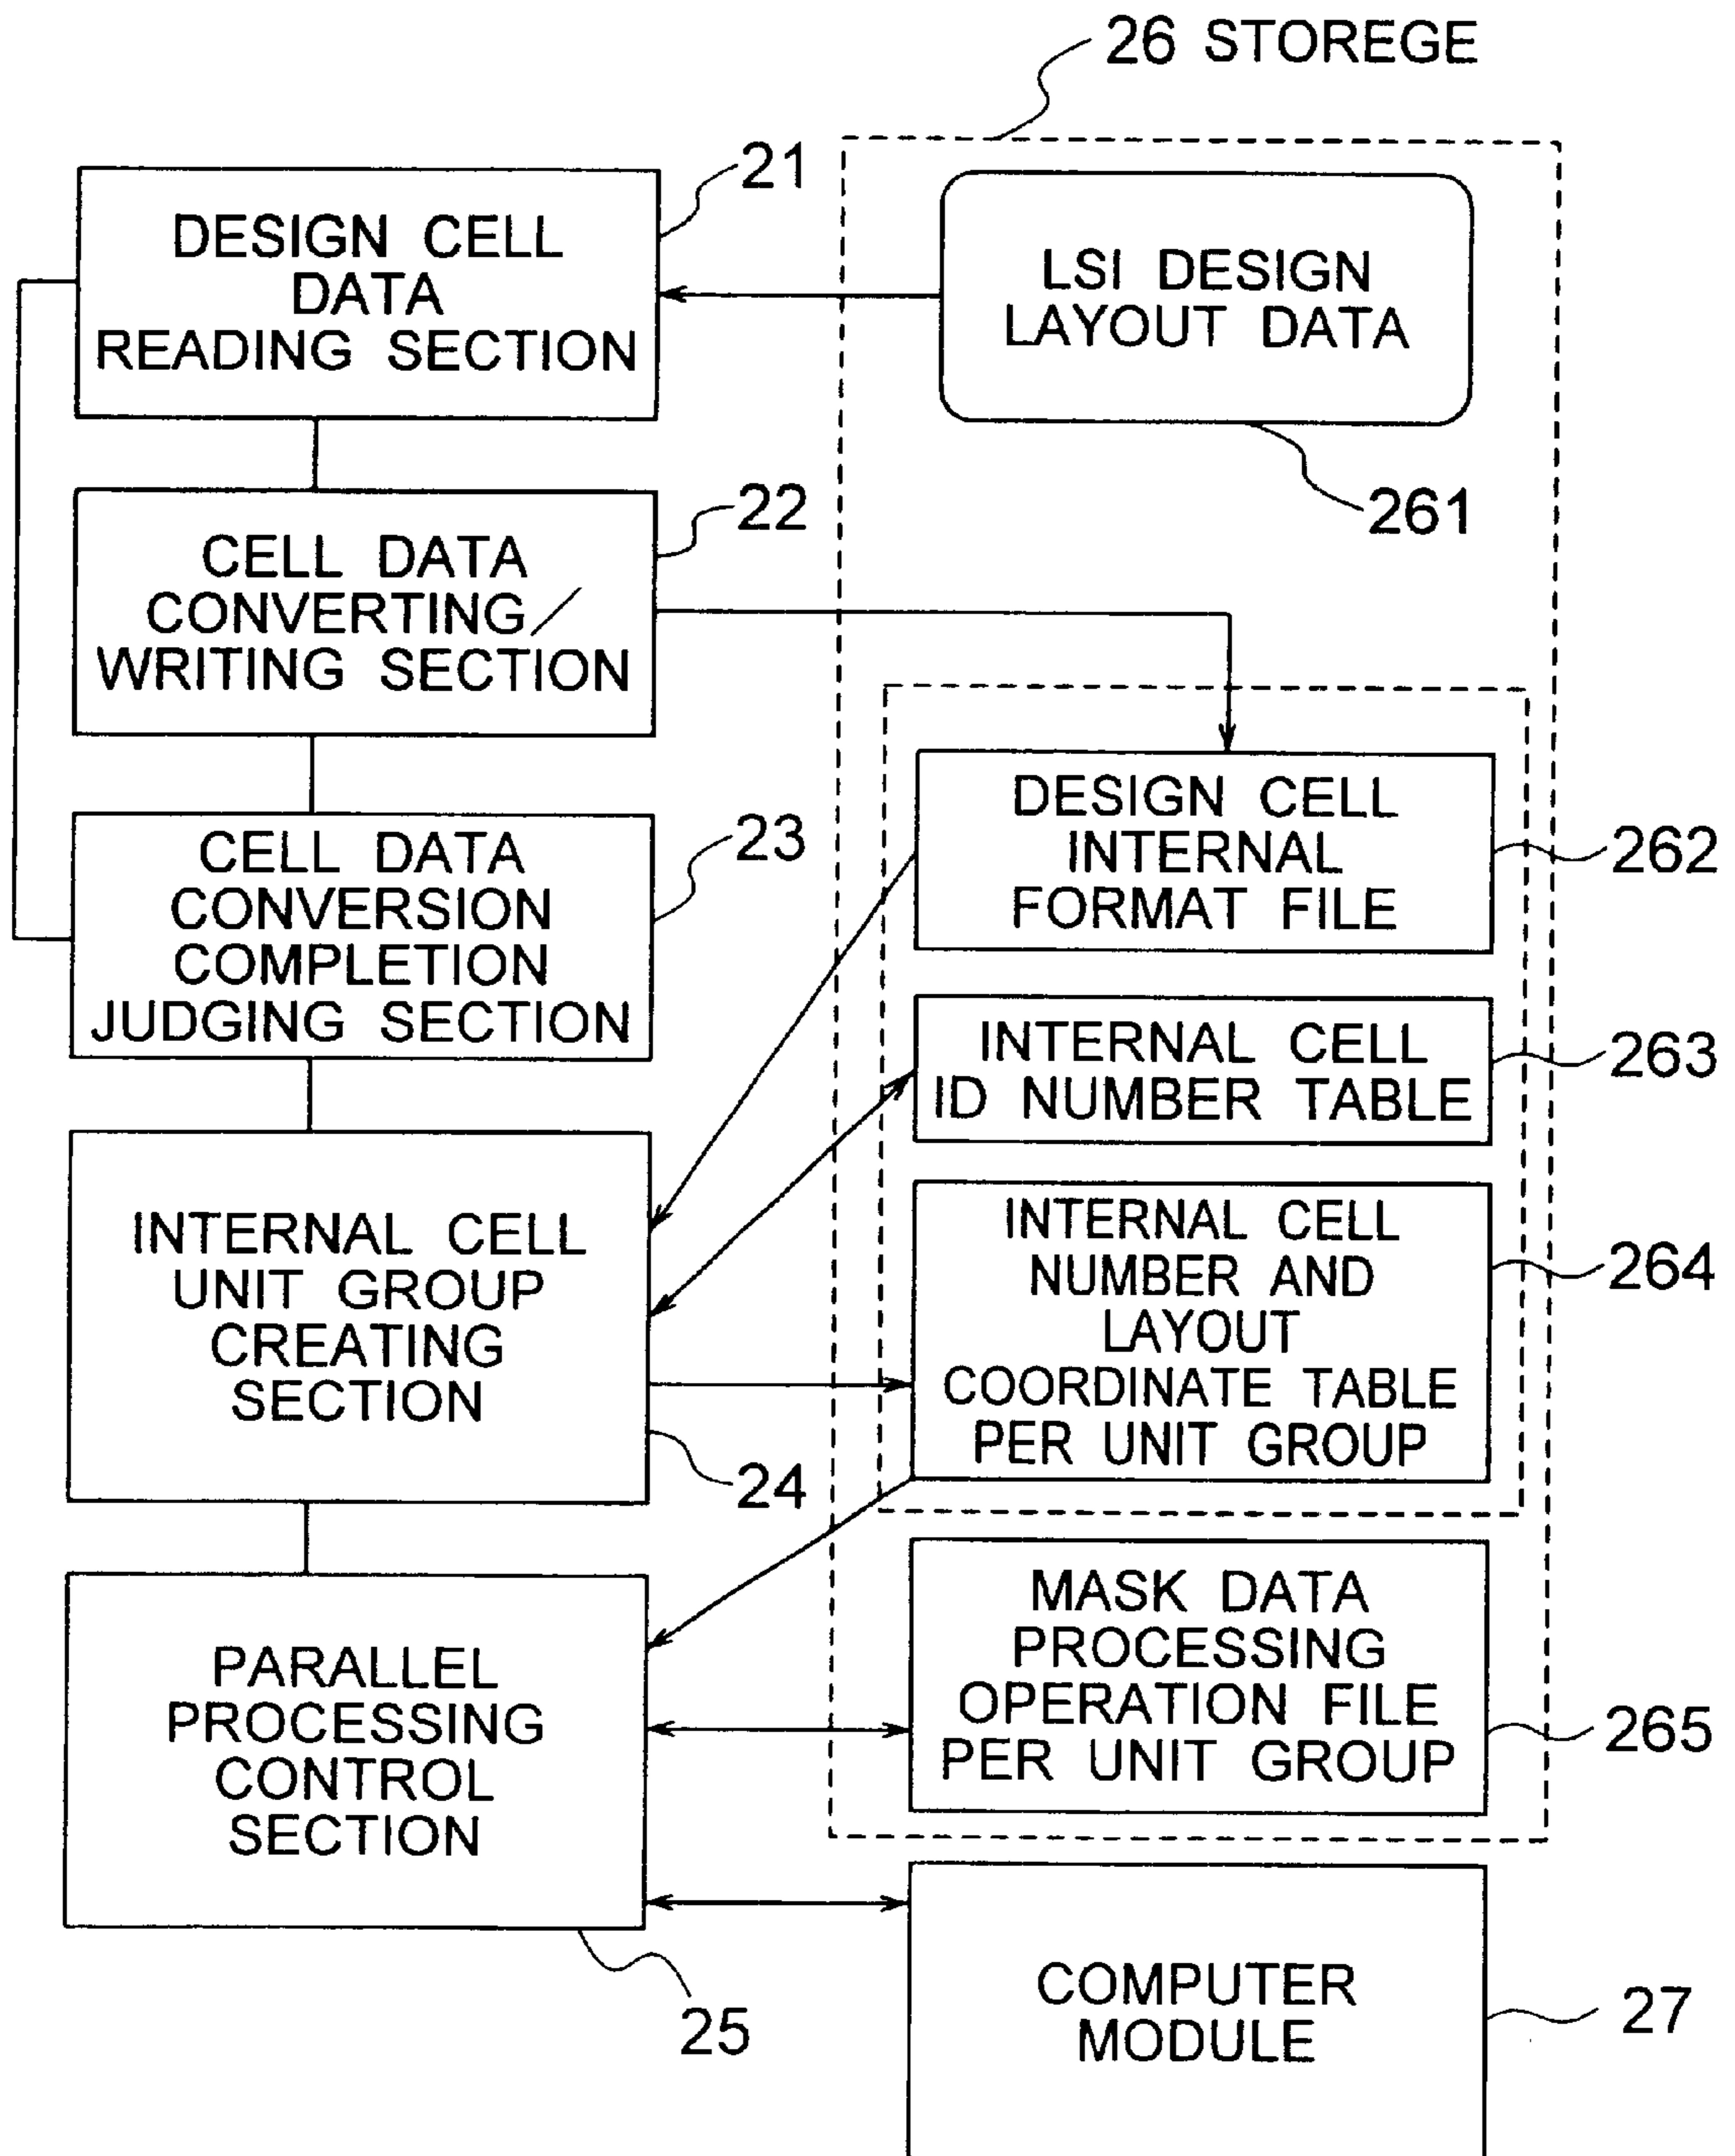 26 STOREGE
21
DESIGN CELL
DATA
READING SECTION
LSI DESIGN
LAYOUT DATA
261
22
CELL DATA
CONVERTING/
WRITING SECTION
DESIGN CELL
INTERNAL
FORMAT FILE
262
23
CELL DATA
CONVERSION
COMPLETION
JUDGING SECTION
INTERNAL CELL
ID NUMBER TABLE
263
INTERNAL CELL
UNIT GROUP
CREATING
SECTION
24
INTERNAL CELL
NUMBER AND
LAYOUT
COORDINATE TABLE
PER UNIT GROUP
264
PARALLEL
PROCESSING
CONTROL
SECTION
25
MASK DATA
PROCESSING
OPERATION FILE
PER UNIT GROUP
265
COMPUTER
MODULE
27